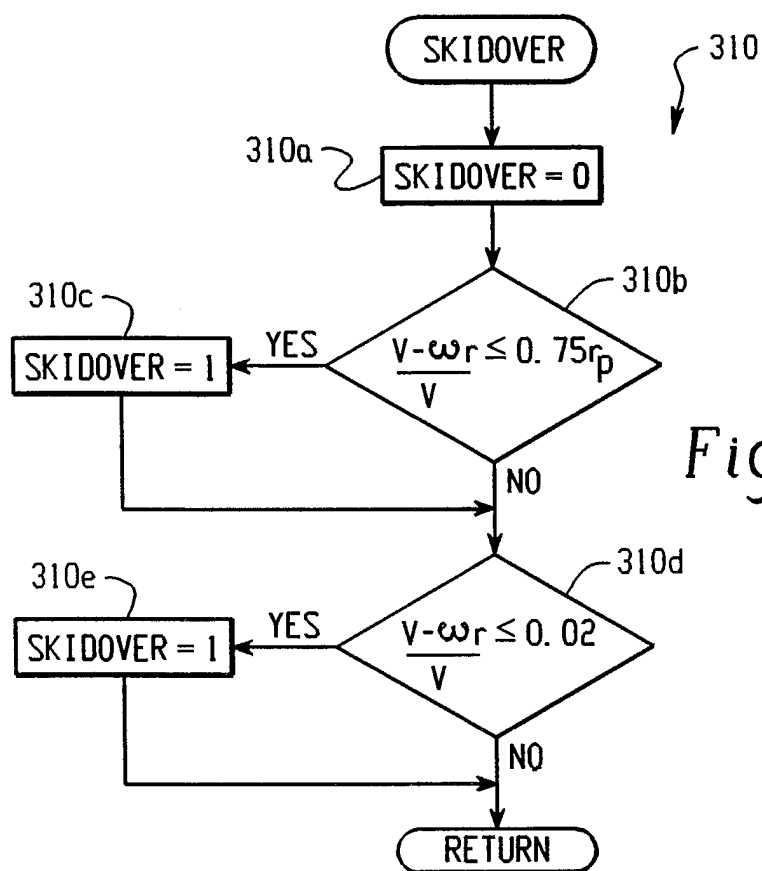 SKIDOVER
310
310a
SKIDOVER = 0
310b
310c
YES
V-ωr ≤ 0.75rp
V
SKIDOVER = 1
NO
Fig
310d
310e
YES
V-ωr ≤ 0.02
V
SKIDOVER = 1
NO
RETURN